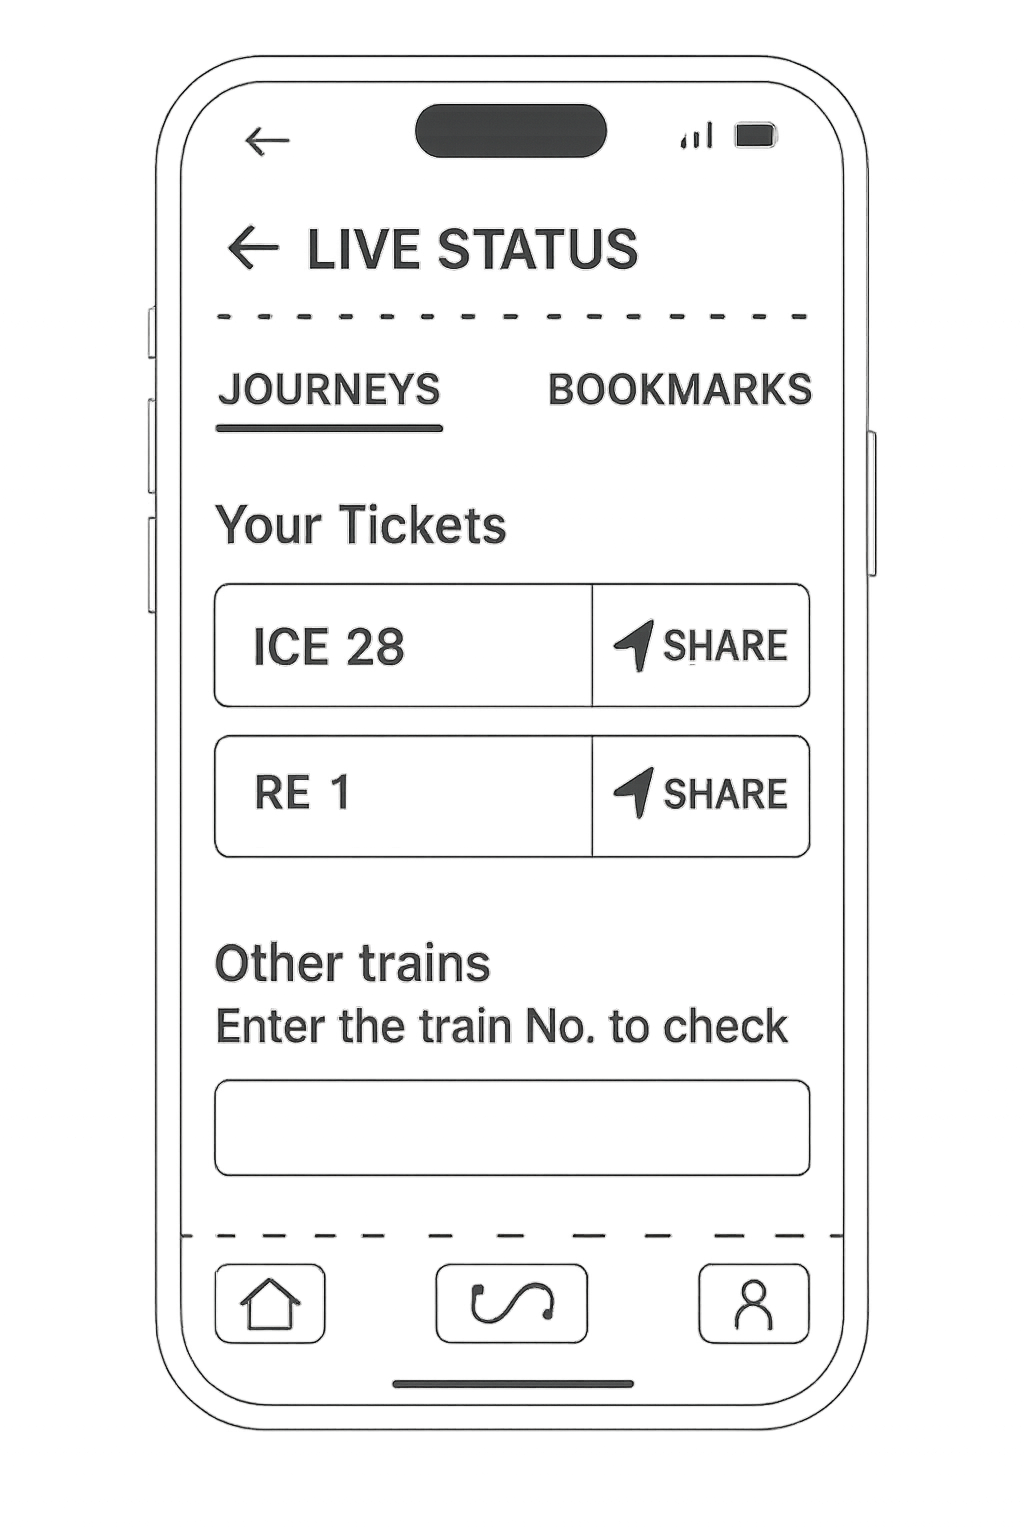 LIVE STATUS
JOURNEYS BOOKMARKS
Your Tickets
ICE 28 SHARE
RE 1 SHARE
Other trains
Enter the train No. to check